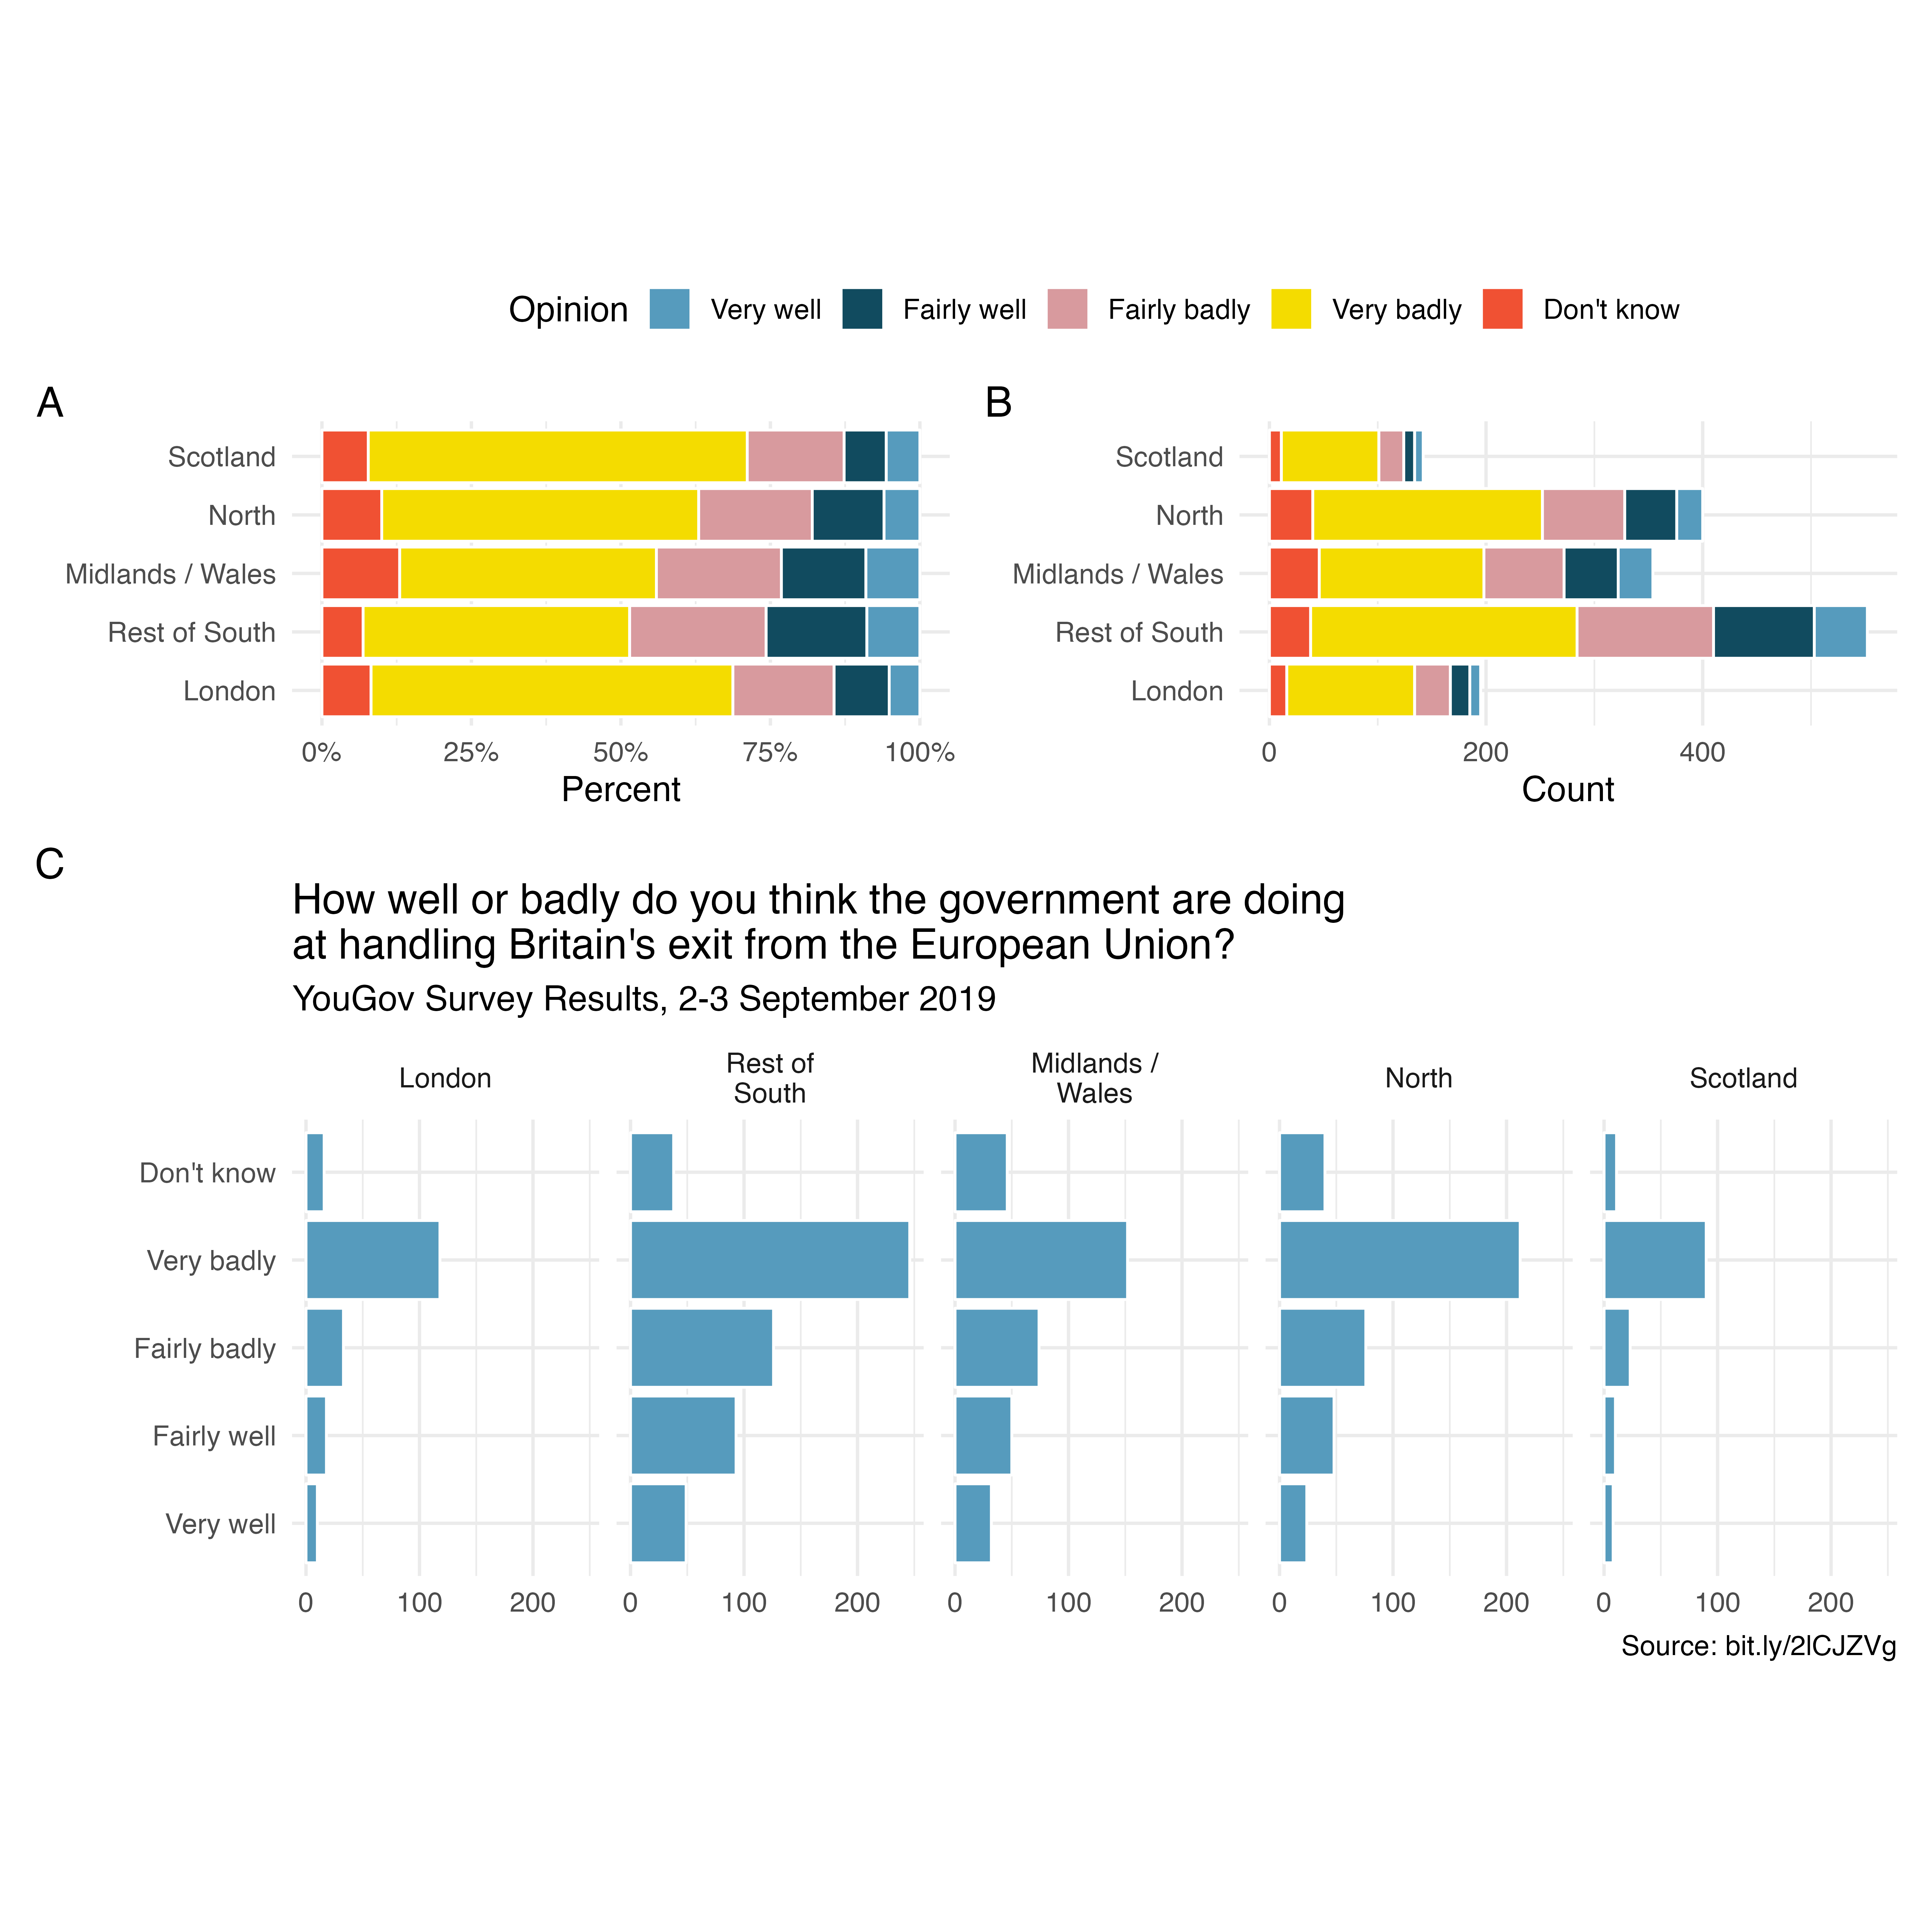 Opinion Very well Fairly well Fairly badly Very badly Don't know
A
Scotland
North
Midlands / Wales
Rest of South
London
0% 25% 50% 75% 100%
Percent
B
Scotland
North
Midlands / Wales
Rest of South
London
0 200 400
Count
C
How well or badly do you think the government are doing
at handling Britain's exit from the European Union?
YouGov Survey Results, 2-3 September 2019
London
Rest of
South
Midlands /
Wales
North
Scotland
Don't know
Very badly
Fairly badly
Fairly well
Very well
0 100 200 0 100 200 0 100 200 0 100 200 0 100 200
Source: bit.ly/2lCJZVg